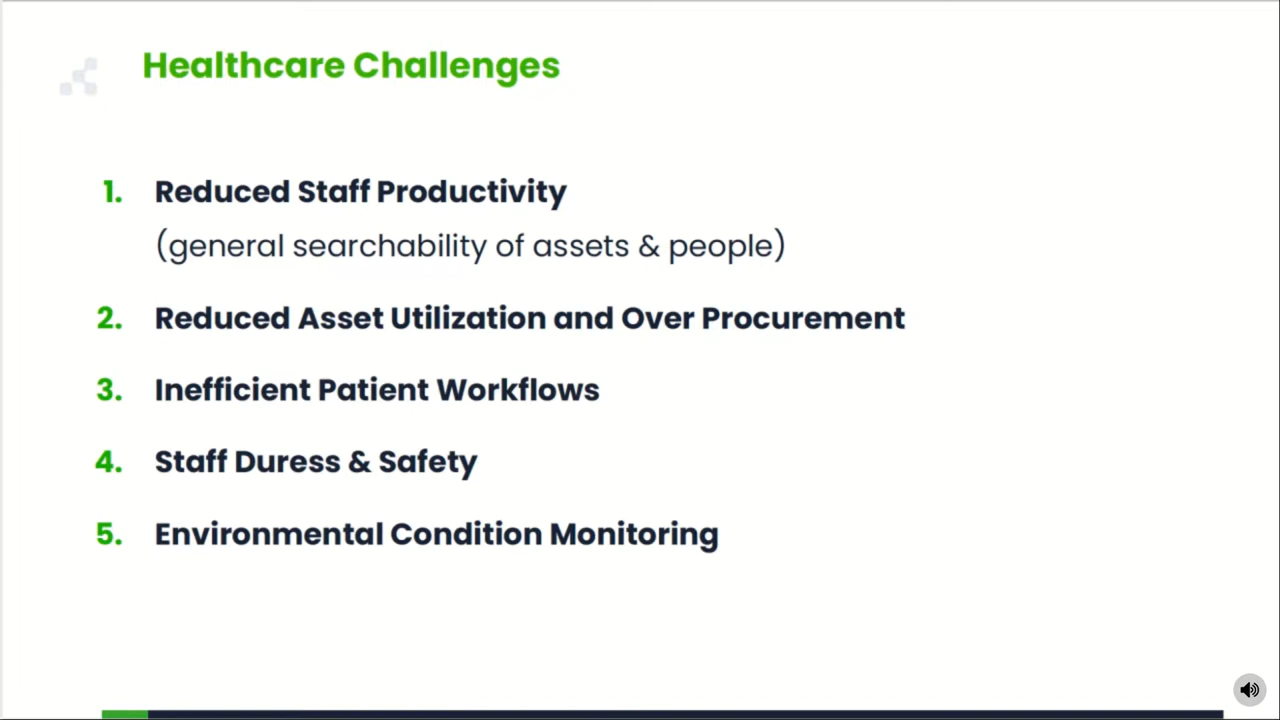 Healthcare Challenges
1. Reduced Staff Productivity
(general searchability of assets & people)
2. Reduced Asset Utilization and Over Procurement
3. Inefficient Patient Workflows
4. Staff Duress & Safety
5. Environmental Condition Monitoring